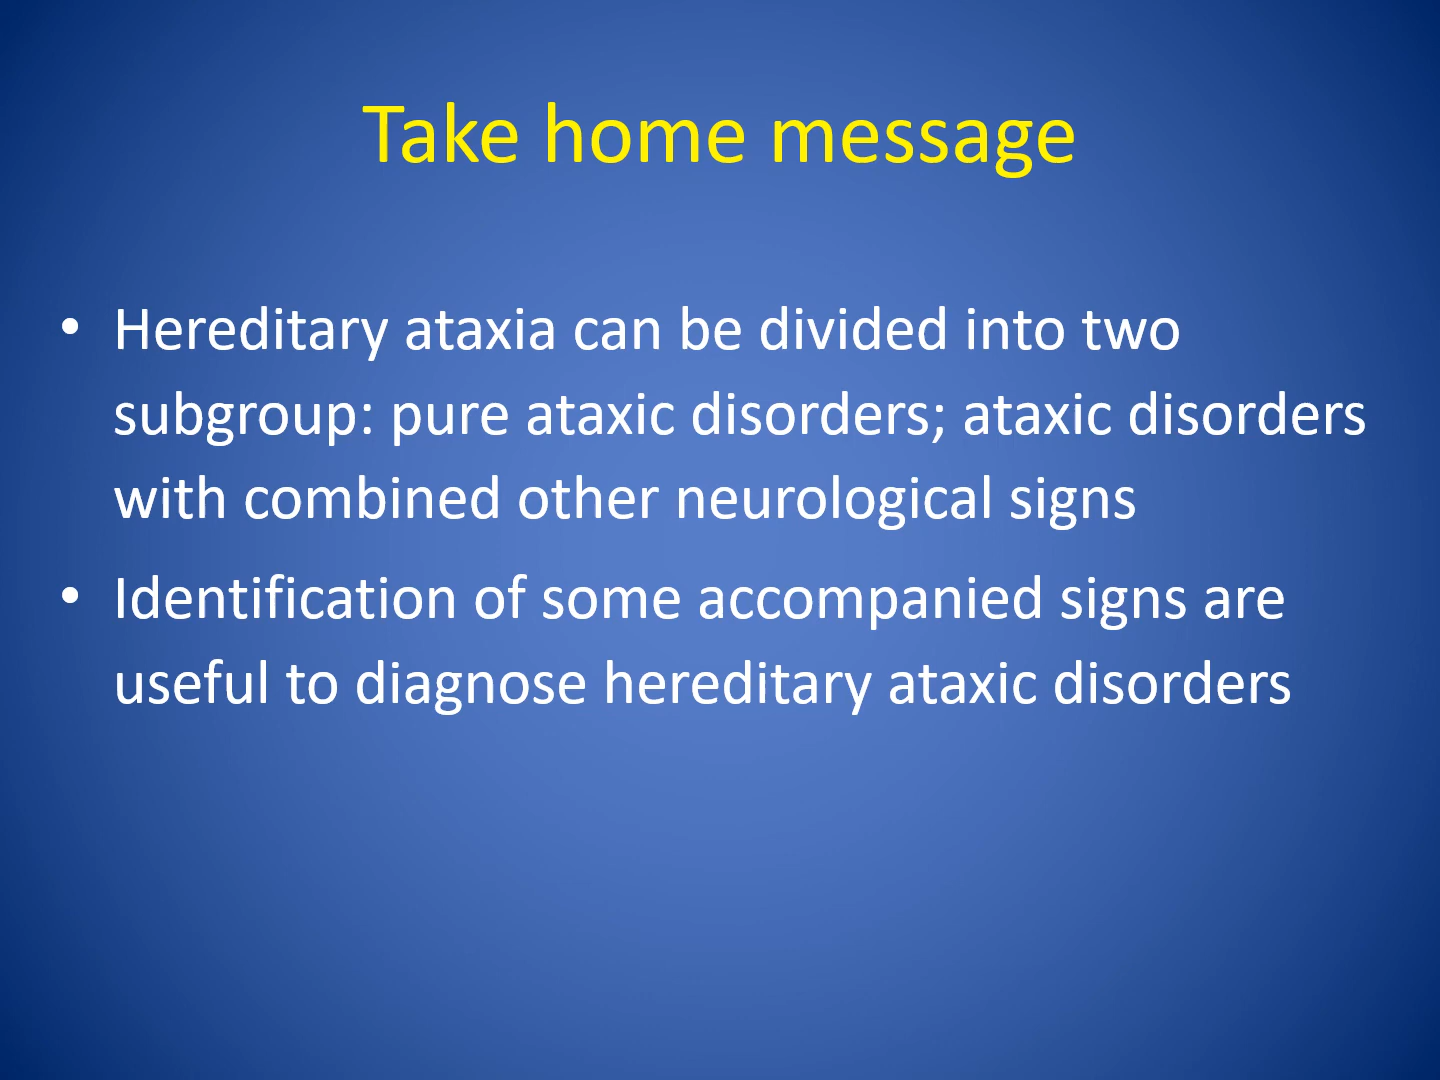 Take home message
• Hereditary ataxia can be divided into two
subgroup: pure ataxic disorders; ataxic disorders
with combined other neurological signs
• Identification of some accompanied signs are
useful to diagnose hereditary ataxic disorders